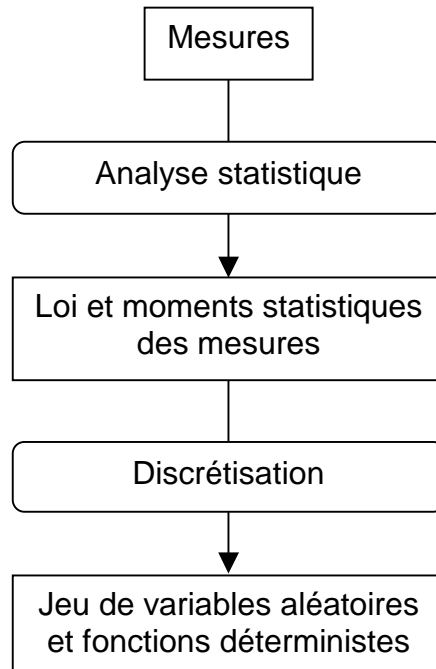 Mesures
Analyse statistique
Loi et moments statistiques
des mesures
Discrétisation
Jeu de variables aléatoires
et fonctions déterministes